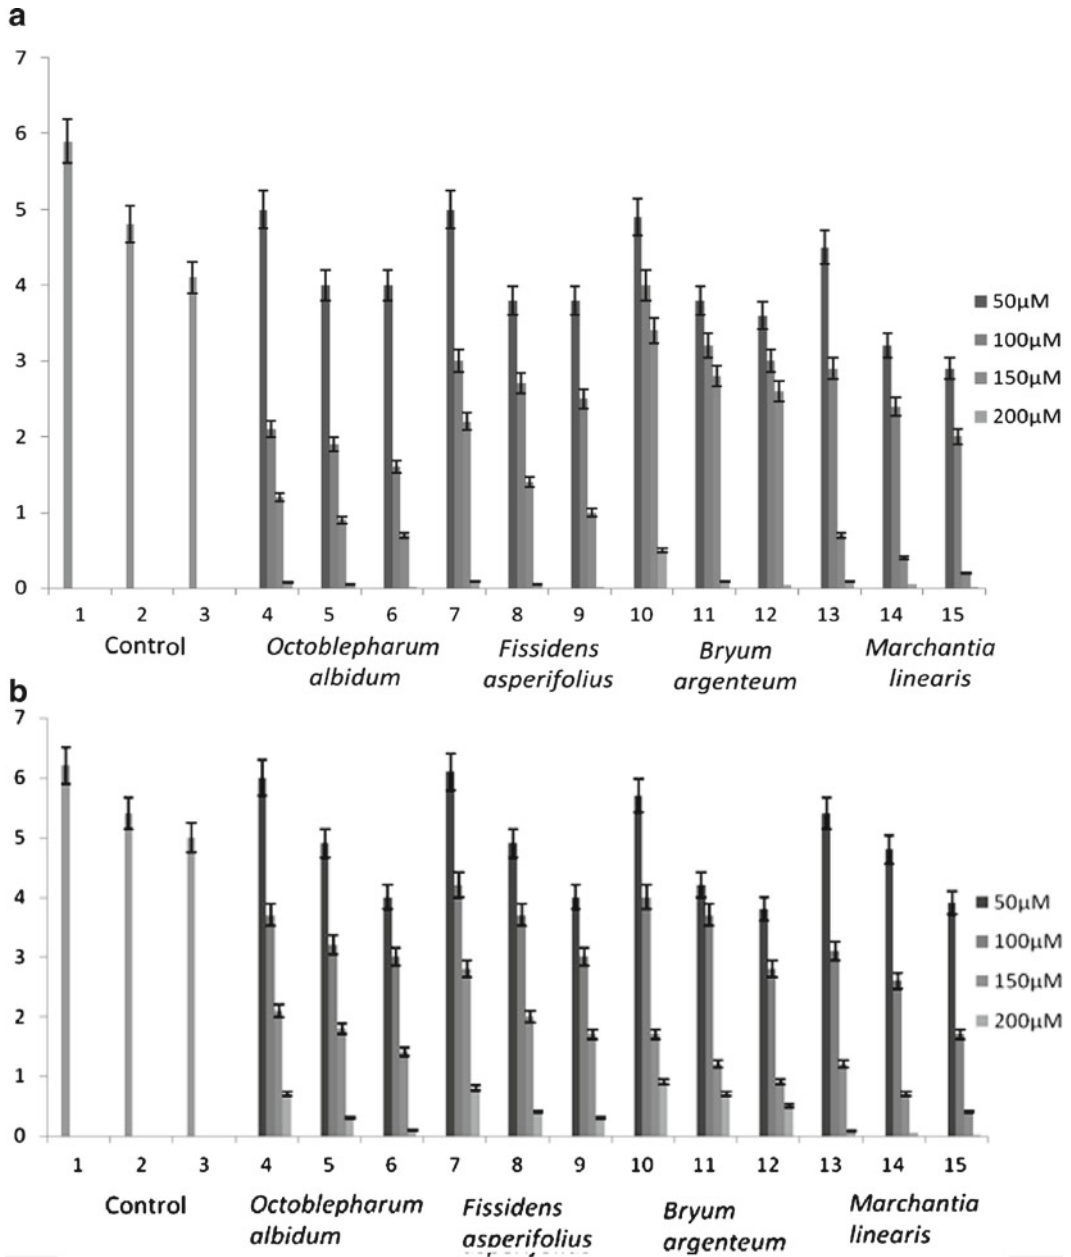 a
7
6
5
4
3
2
1
0
50µM
100µM
150µM
200µM
1 2 3 4 5 6 7 8 9 10 11 12 13 14 15
Control Octoblepharum albidum Fissidens asperifolius Bryum argenteum Marchantia linearis
b
7
6
5
4
3
2
1
0
50µM
100µM
150µM
200µM
1 2 3 4 5 6 7 8 9 10 11 12 13 14 15
Control Octoblepharum albidum Fissidens asperifolius Bryum argenteum Marchantia linearis